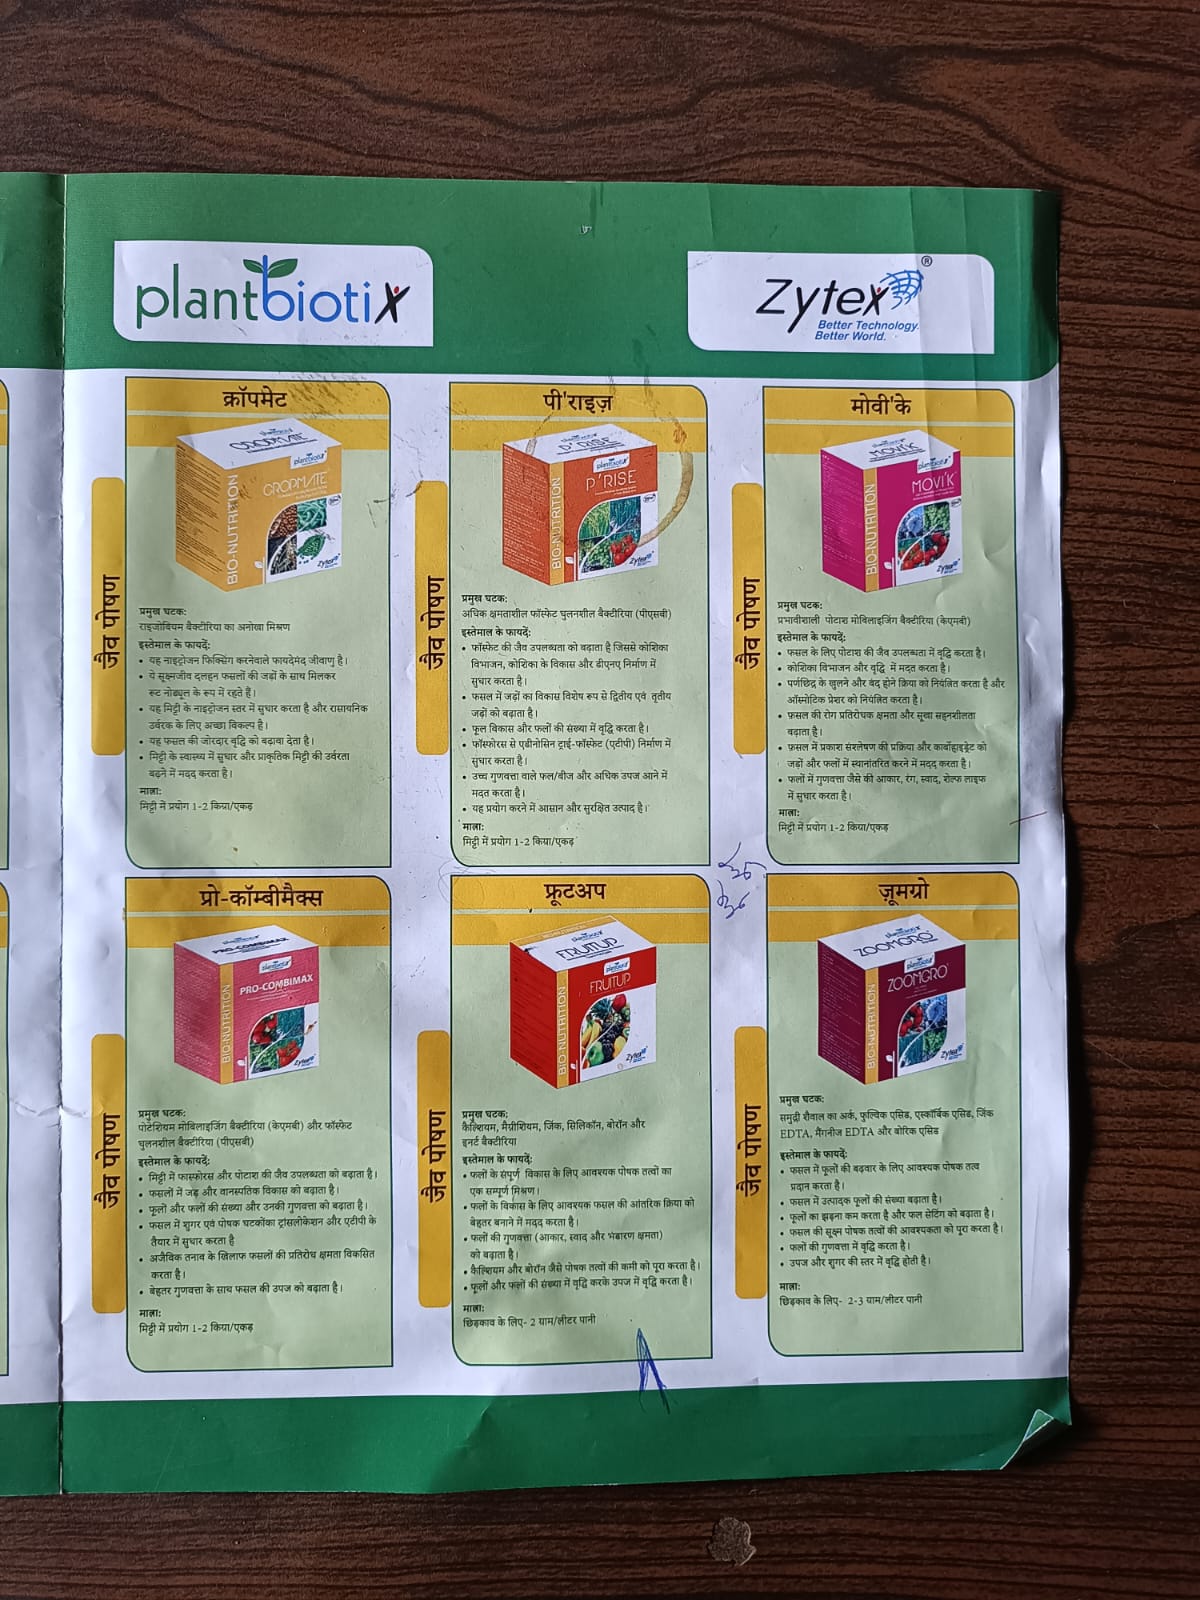 plantbiotix
Zytex®
Better Technology.
Better World.
क्रॉपमेट
plantbiotix
CROPMATE
plantbiotix
CROPMATE
BIO-NUTRITION
Zytex
जैव पोषण
प्रमुख घटक:
राइजोबियम बैक्टीरिया का अनोखा मिश्रण
इस्तेमाल के फायदें:
• यह नाइट्रोजन फिक्सिंग करनेवाले फायदेमंद जीवाणु है।
• ये सूक्ष्मजीव दलहन फसलों की जड़ों के साथ मिलकर
रूट नोड्यूल के रूप में रहते हैं।
• यह मिट्टी के नाइट्रोजन स्तर में सुधार करता है और रासायनिक
उर्वरक के लिए अच्छा विकल्प है।
• यह फसल की जोरदार वृद्धि को बढ़ावा देता है।
• मिट्टी के स्वास्थ्य में सुधार और प्राकृतिक मिट्टी की उर्वरता
बढ़ने में मदद करता है।
मात्रा:
मिट्टी में प्रयोग 1-2 किग्रा/एकड़
पी'राइज़
plantbiotix
P'RISE
plantbiotix
P'RISE
BIO-NUTRITION
Zytex
जैव पोषण
प्रमुख घटक:
अधिक क्षमताशील फॉस्फेट घुलनशील बैक्टीरिया (पीएसबी)
इस्तेमाल के फायदें:
• फॉस्फेट की जैव उपलब्धता को बढ़ाता है जिससे कोशिका
विभाजन, कोशिका के विकास और डीएनए निर्माण में
सुधार करता है।
• फसल में जड़ों का विकास विशेष रूप से द्वितीय एवं तृतीय
जड़ों को बढ़ाता है।
• फूल विकास और फलों की संख्या में वृद्धि करता है।
• फॉस्फोरस से एडीनोसिन ट्राई-फॉस्फेट (एटीपी) निर्माण में
सुधार करता है।
• उच्च गुणवत्ता वाले फल/बीज और अधिक उपज आने में
मदत करता है।
• यह प्रयोग करने में आसान और सुरक्षित उत्पाद है।
मात्रा:
मिट्टी में प्रयोग 1-2 किग्रा/एकड़
मोवी'के
plantbiotix
MOVI'K
plantbiotix
MOVI'K
BIO-NUTRITION
Zytex
जैव पोषण
प्रमुख घटक:
प्रभावीशाली पोटाश मोबिलाइजिंग बैक्टीरिया (केएमबी)
इस्तेमाल के फायदें:
• फसल के लिए पोटाश की जैव उपलब्धता में वृद्धि करता है।
• कोशिका विभाजन और वृद्धि में मदत करता है।
• पर्णछिद्र के खुलने और बंद होने क्रिया को नियंत्रित करता है और
ऑस्मोटिक प्रेशर को नियंत्रित करता है।
• फ़सल की रोग प्रतिरोधक क्षमता और सूखा सहनशीलता
बढ़ाता है।
• फ़सल में प्रकाश संश्लेषण की प्रक्रिया और कार्बोहाइड्रेट को
जड़ों और फलों में स्थानांतरित करने में मदद करता है।
• फलों में गुणवत्ता जैसे की आकार, रंग, स्वाद, शेल्फ लाइफ
में सुधार करता है।
मात्रा:
मिट्टी में प्रयोग 1-2 किग्रा/एकड़
प्रो-कॉम्बीमैक्स
plantbiotix
PRO-COMBIMAX
plantbiotix
PRO-COMBIMAX
BIO-NUTRITION
Zytex
जैव पोषण
प्रमुख घटक:
पोटेशियम मोबिलाइजिंग बैक्टीरिया (केएमबी) और फॉस्फेट
घुलनशील बैक्टीरिया (पीएसबी)
इस्तेमाल के फायदें:
• मिट्टी में फास्फोरस और पोटाश की जैव उपलब्धता को बढ़ाता है।
• फसलों में जड़ और वानस्पतिक विकास को बढ़ाता है।
• फूलों और फलों की संख्या और उनकी गुणवत्ता को बढ़ाता है।
• फसल में शुगर एवं पोषक घटकोंका ट्रांसलोकेशन और एटीपी के
तैयार में सुधार करता है
• अजैविक तनाव के खिलाफ फसलों की प्रतिरोध क्षमता विकसित
करता है।
• बेहतर गुणवत्ता के साथ फसल की उपज को बढ़ाता है।
मात्रा:
मिट्टी में प्रयोग 1-2 किग्रा/एकड़
फ्रूटअप
plantbiotix
FRUITUP
plantbiotix
FRUITUP
BIO-NUTRITION
Zytex
जैव पोषण
प्रमुख घटक:
कैल्शियम, मैग्नीशियम, जिंक, सिलिकॉन, बोरॉन और
इनर्ट बैक्टीरिया
इस्तेमाल के फायदें:
• फलों के संपूर्ण विकास के लिए आवश्यक पोषक तत्वों का
एक सम्पूर्ण मिश्रण।
• फलों के विकास के लिए आवश्यक फसल की आंतरिक क्रिया को
बेहतर बनाने में मदद करता है।
• फलों की गुणवत्ता (आकार, स्वाद और भंडारण क्षमता)
को बढ़ाता है।
• कैल्शियम और बोरॉन जैसे पोषक तत्वों की कमी को पूरा करता है।
• फूलों और फलों की संख्या में वृद्धि करके उपज में वृद्धि करता है।
मात्रा:
छिड़काव के लिए- 2 ग्राम/लीटर पानी
ज़ूमग्रो
plantbiotix
ZOOMGRO
plantbiotix
ZOOMGRO
BIO-NUTRITION
Zytex
जैव पोषण
प्रमुख घटक:
समुद्री शैवाल का अर्क, फुल्विक एसिड, एस्कॉर्बिक एसिड, जिंक
EDTA, मैंगनीज EDTA और बोरिक एसिड
इस्तेमाल के फायदें:
• फसल में फूलों की बढ़वार के लिए आवश्यक पोषक तत्व
प्रदान करता है।
• फसल में उत्पादक फूलों की संख्या बढ़ाता है।
• फूलों का झड़ना कम करता है और फल सेटिंग को बढ़ाता है।
• फसल की सूक्ष्म पोषक तत्वों की आवश्यकता को पूरा करता है।
• फलों की गुणवत्ता में वृद्धि करता है।
• उपज और शुगर की स्तर में वृद्धि होती है।
मात्रा:
छिड़काव के लिए- 2-3 ग्राम/लीटर पानी